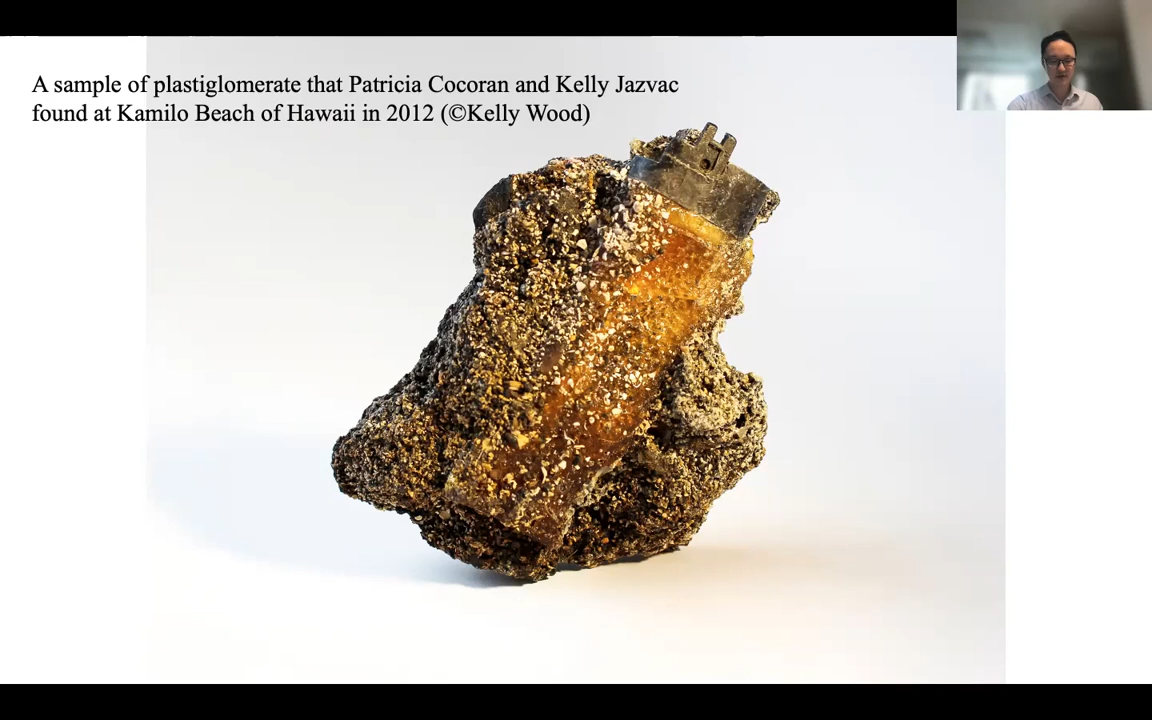 A sample of plastiglomerate that Patricia Cocoran and Kelly Jazvac
found at Kamilo Beach of Hawaii in 2012 (©Kelly Wood)